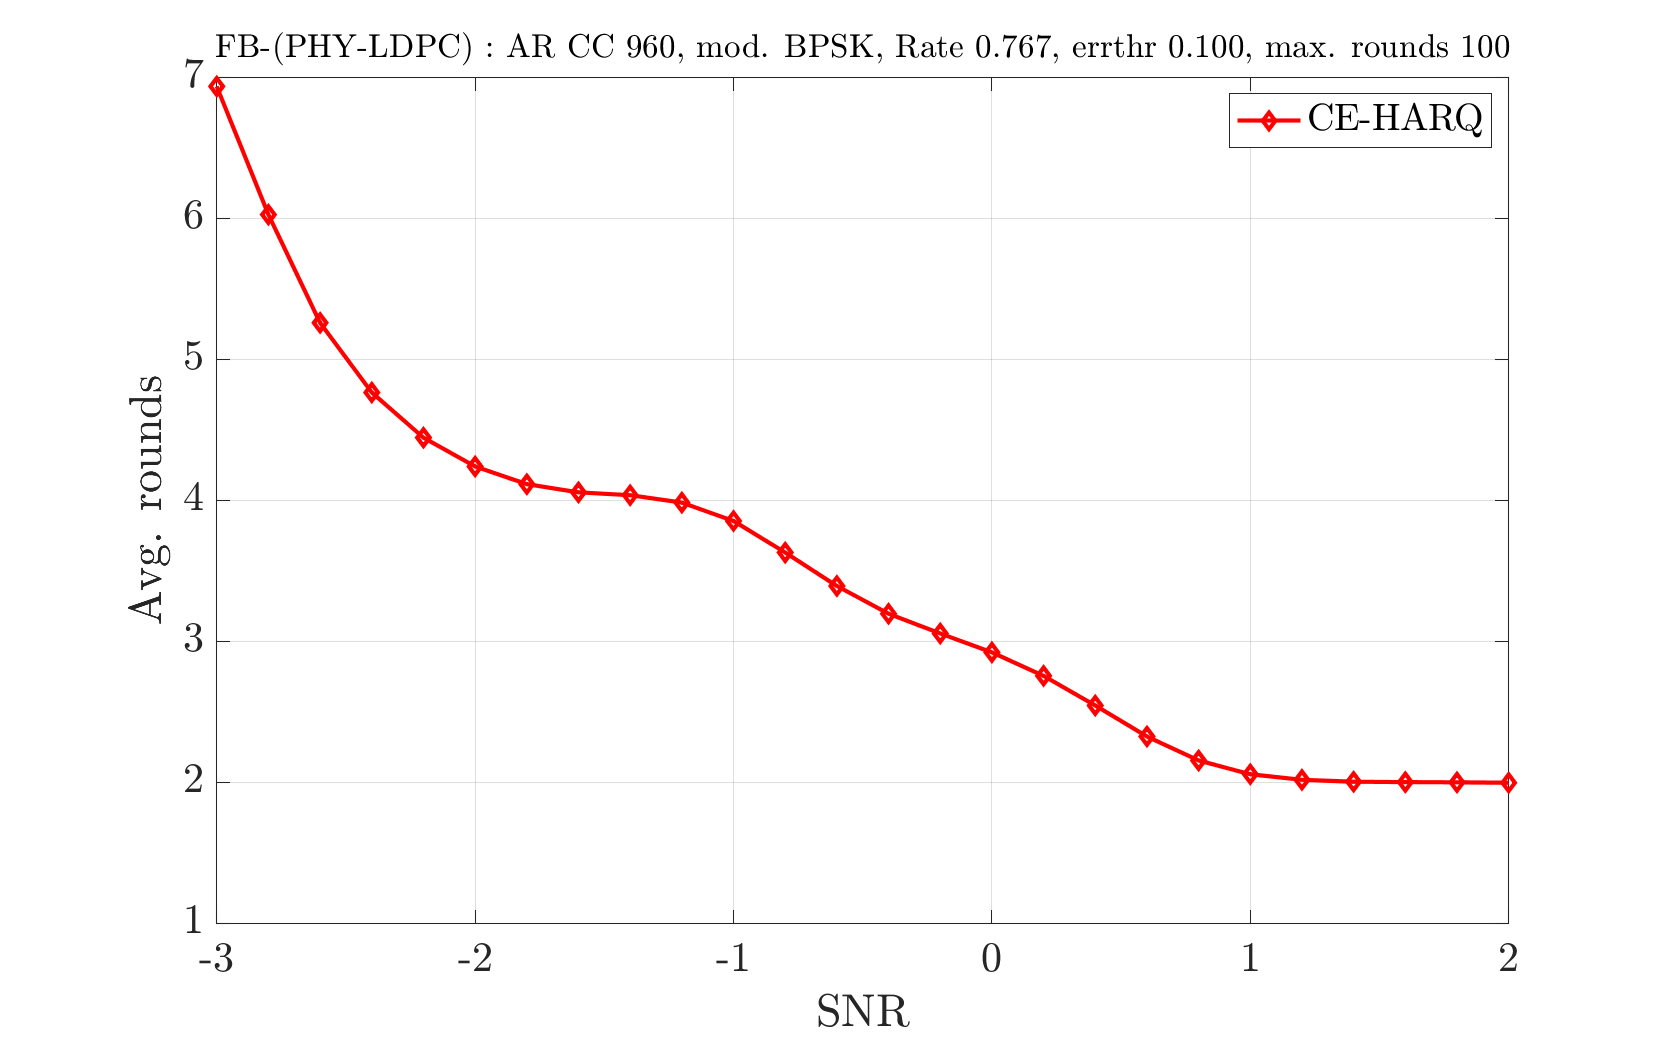 FB-(PHY-LDPC) : AR CC 960, mod. BPSK, Rate 0.767, errthr 0.100, max. rounds 100
CE-HARQ
7
6
5
4
3
2
1
Avg. rounds
-3 -2 -1 0 1 2
SNR